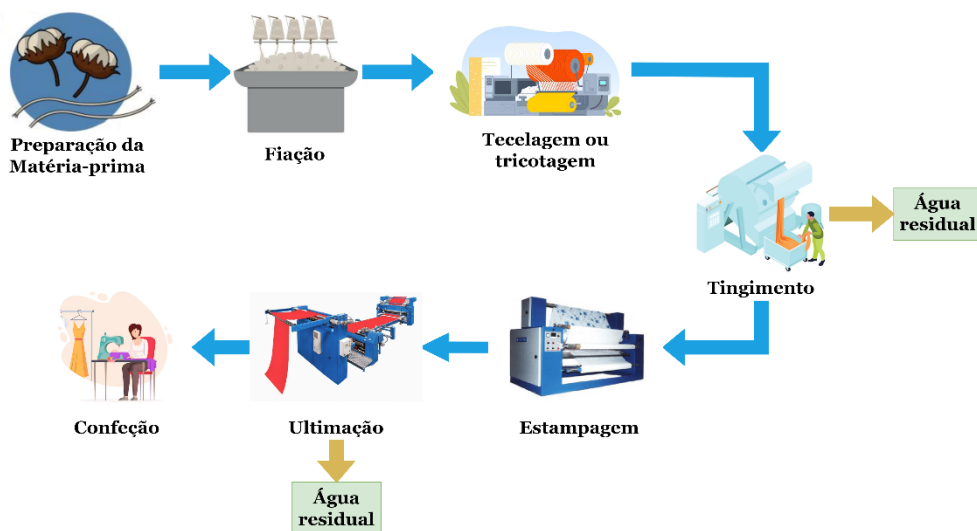 Preparação da
Matéria-prima
Fiação
Tecelagem ou
tricotagem
Água
residual
Tingimento
Confeção
Ultimação
Estampagem
Água
residual